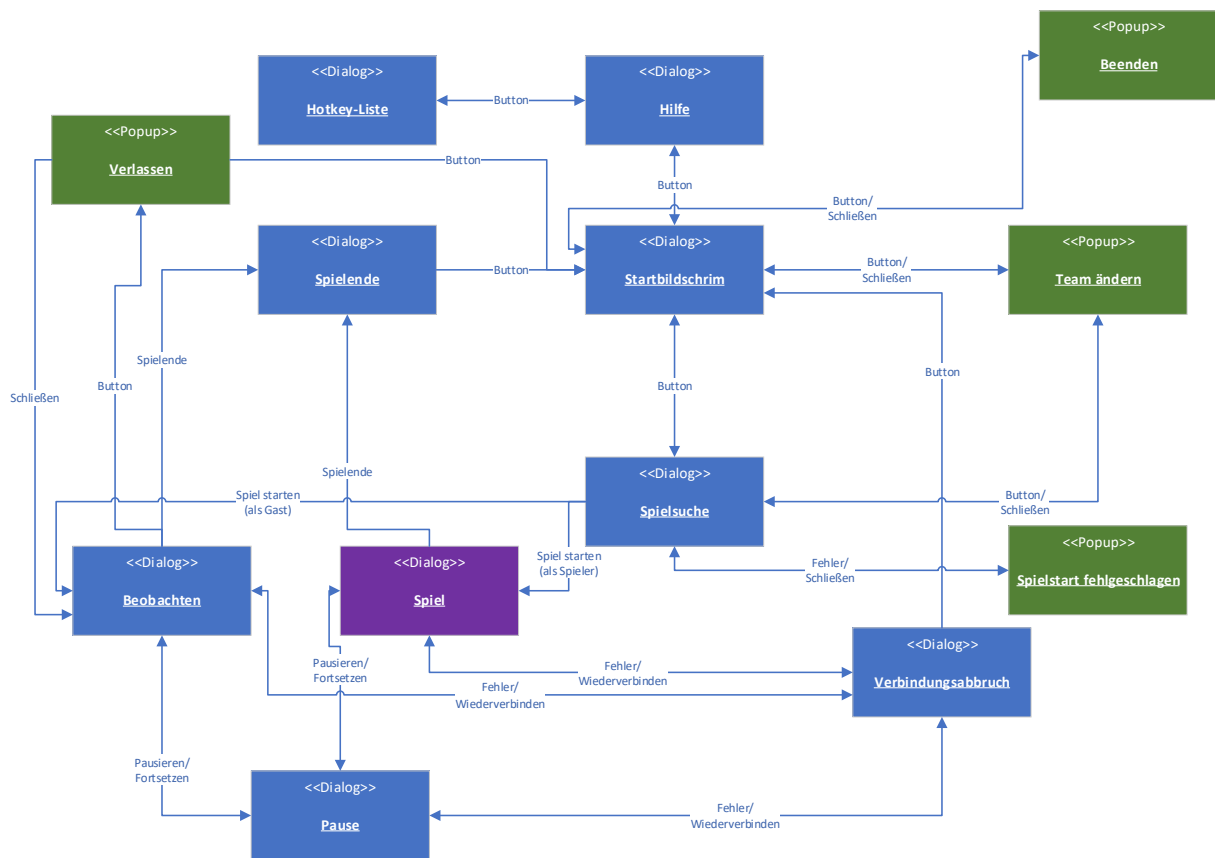 <<Popup>>
Beenden
<<Dialog>>
Hotkey-Liste
Button
<<Dialog>>
Hilfe
<<Popup>>
Verlassen
Button
Button
Button/
Schließen
<<Dialog>>
Spielende
Button
<<Dialog>>
Startbildschrim
Button/
Schließen
<<Popup>>
Team ändern
Spielende
Button
Schließen
Button
Button
Spielende
<<Dialog>>
Spielsuche
Spiel starten
(als Gast)
Button/
Schließen
<<Dialog>>
Beobachten
<<Dialog>>
Spiel
Spiel starten
(als Spieler)
Fehler/
Schließen
<<Popup>>
Spielstart fehlgeschlagen
Pausieren/
Fortsetzen
Fehler/
Wiederverbinden
<<Dialog>>
Verbindungsabbruch
Fehler/
Wiederverbinden
Pausieren/
Fortsetzen
<<Dialog>>
Pause
Fehler/
Wiederverbinden